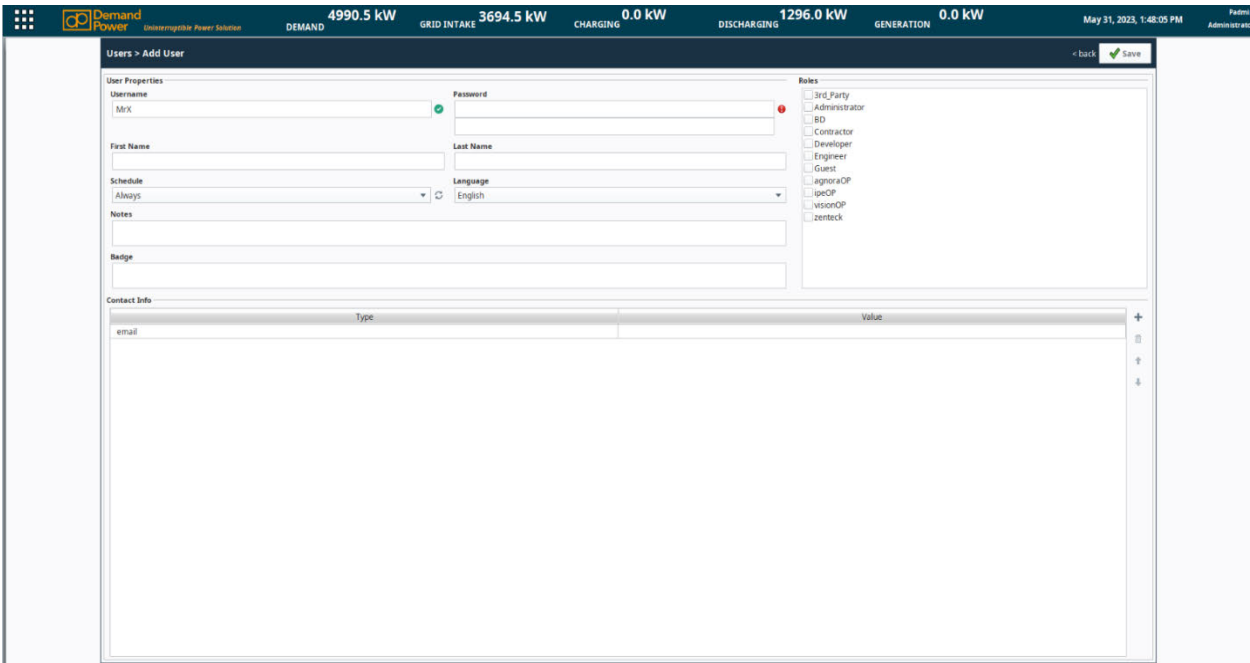 Demand
Power Uninterruptible Power Solution
DEMAND 4990.5 kW
GRID INTAKE 3694.5 kW
CHARGING 0.0 kW
DISCHARGING 1296.0 kW
GENERATION 0.0 kW
May 31, 2023, 1:48:05 PM
Padmi
Administrato
Users > Add User
< back Save
User Properties
Username
MrX
Password
First Name
Last Name
Schedule
Always
Language
English
Notes
Badge
Roles
3rd_Party
Administrator
BD
Contractor
Developer
Engineer
Guest
agnoraOP
ipeOP
visionOP
zenteck
Contact Info
Type Value
email